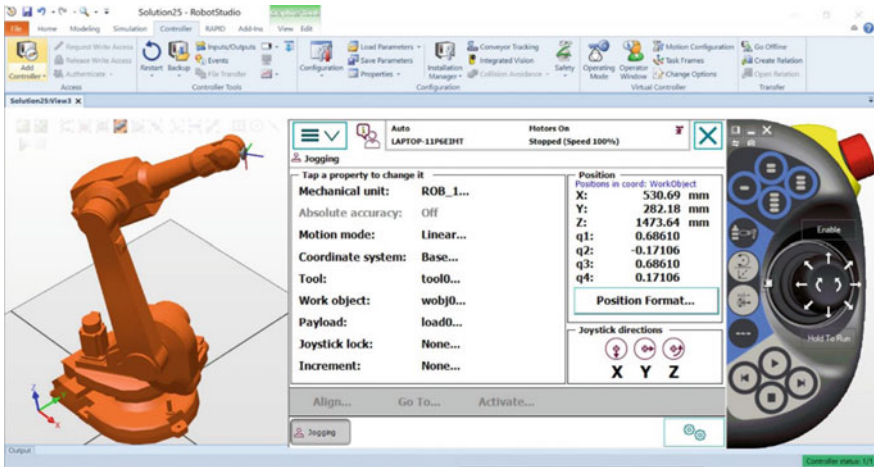 Solution25 - RobotStudio
File Home Modeling Simulation Controller RAPID Add-Ins View Edit
Add Controller
Request Write Access
Release Write Access
Authenticate
Access
Restart
Backup
Inputs/Outputs
Events
File Transfer
Controller Tools
Configuration
Load Parameters
Save Parameters
Properties
Installation Manager
Conveyor Tracking
Integrated Vision
Collision Avoidance
Configuration
Safety
Operating Mode
Operator Window
Motion Configuration
Task Frames
Change Options
Virtual Controller
Go Offline
Create Relation
Open Relation
Transfer
Solution25:View3 X
Auto
LAPTOP-11P6EIMT
Motors On
Stopped (Speed 100%)
Jogging
Tap a property to change it
Mechanical unit: ROB_1...
Absolute accuracy: Off
Motion mode: Linear...
Coordinate system: Base...
Tool: tool0...
Work object: wobj0...
Payload: load0...
Joystick lock: None...
Increment: None...
Position
Positions in coord: WorkObject
X: 530.69 mm
Y: 282.18 mm
Z: 1473.64 mm
q1: 0.68610
q2: -0.17106
q3: 0.68610
q4: 0.17106
Position Format...
Joystick directions
X Y Z
Align... Go To... Activate...
Jogging
Enable
Hold To Run
Z
X
Output
Controller status: 1/1